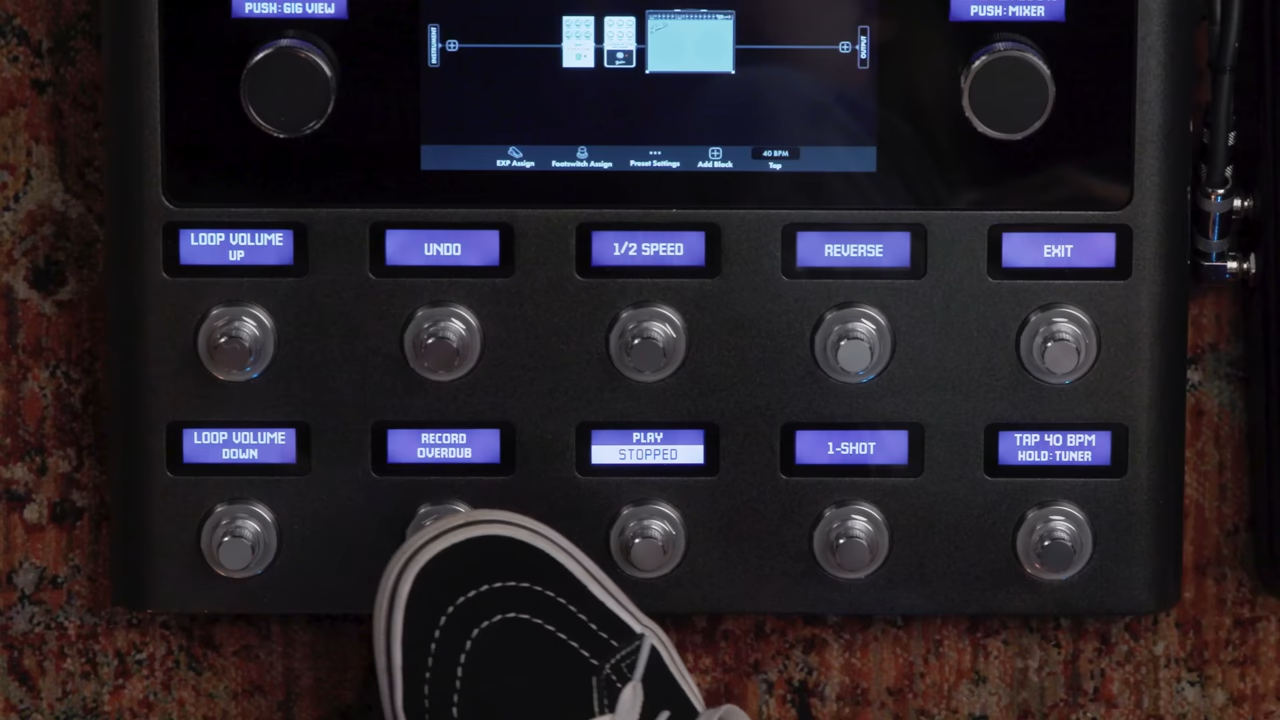 PUSH: GIG VIEW
PUSH: MIXER
INSTRUMENT
OUTPUT
EXP Assign
Footswitch Assign
Preset Settings
Add Block
40 BPM
Tap
LOOP VOLUME
UP
UNDO
1/2 SPEED
REVERSE
EXIT
LOOP VOLUME
DOWN
RECORD
OVERDUB
PLAY
STOPPED
1-SHOT
TAP 40 BPM
HOLD: TUNER